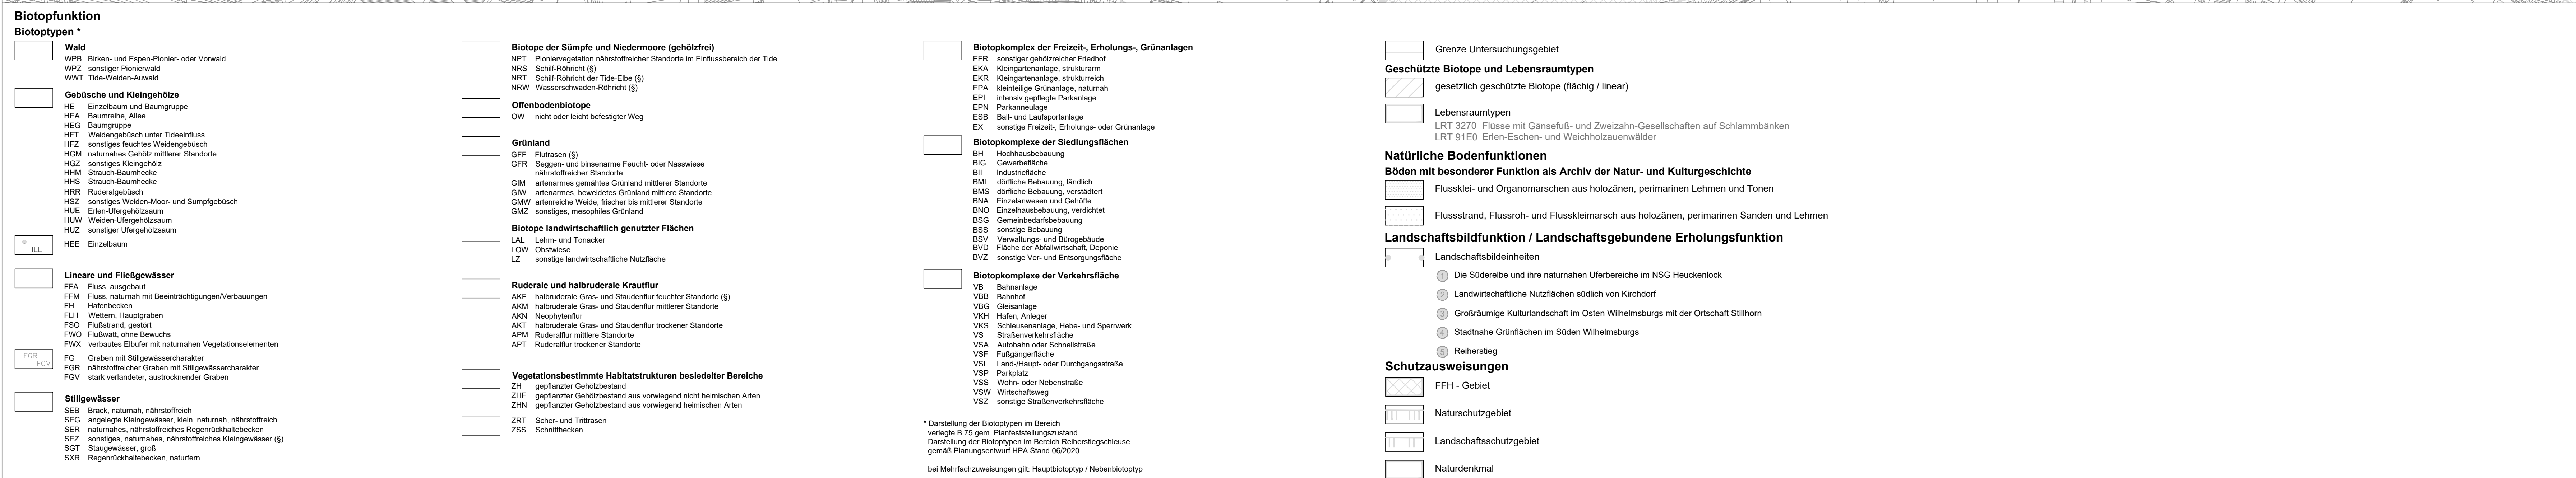 Biotopfunktion
Biotoptypen *
Wald
WPB Birken- und Espen-Pionier- oder Vorwald
WPZ sonstiger Pionierwald
WWT Tide-Weiden-Auwald
Gebüsche und Kleingehölze
HE Einzelbaum und Baumgruppe
HEA Baumreihe, Allee
HEG Baumgruppe
HFT Weidengebüsch unter Tideeinfluss
HFZ sonstiges feuchtes Weidengebüsch
HGM naturnahes Gehölz mittlerer Standorte
HGZ sonstiges Kleingehölz
HHM Strauch-Baumhecke
HHS Strauch-Baumhecke
HRR Ruderalgebüsch
HSZ sonstiges Weiden-Moor- und Sumpfgebüsch
HUE Erlen-Ufergehölzsaum
HUW Weiden-Ufergehölzsaum
HUZ sonstiger Ufergehölzsaum
HEE
HEE Einzelbaum
Lineare und Fließgewässer
FFA Fluss, ausgebaut
FFM Fluss, naturnah mit Beeinträchtigungen/Verbauungen
FH Hafenbecken
FLH Wettern, Hauptgraben
FSO Flußstrand, gestört
FWO Flußwatt, ohne Bewuchs
FWX verbautes Elbufer mit naturnahen Vegetationselementen
FGR
FGV
FG Graben mit Stillgewässercharakter
FGR nährstoffreicher Graben mit Stillgewässercharakter
FGV stark verlandeter, austrocknender Graben
Stillgewässer
SEB Brack, naturnah, nährstoffreich
SEG angelegte Kleingewässer, klein, naturnah, nährstoffreich
SER naturnahes, nährstoffreiches Regenrückhaltebecken
SEZ sonstiges, naturnahes, nährstoffreiches Kleingewässer (§)
SGT Staugewässer, groß
SXR Regenrückhaltebecken, naturfern
Biotope der Sümpfe und Niedermoore (gehölzfrei)
NPT Pioniervegetation nährstoffreicher Standorte im Einflussbereich der Tide
NRS Schilf-Röhricht (§)
NRT Schilf-Röhricht der Tide-Elbe (§)
NRW Wasserschwaden-Röhricht (§)
Offenbodenbiotope
OW nicht oder leicht befestigter Weg
Grünland
GFF Flutrasen (§)
GFR Seggen- und binsenarme Feucht- oder Nasswiese
nährstoffreicher Standorte
GIM artenarmes gemähtes Grünland mittlerer Standorte
GIW artenarmes, beweidetes Grünland mittlere Standorte
GMW artenreiche Weide, frischer bis mittlerer Standorte
GMZ sonstiges, mesophiles Grünland
Biotope landwirtschaftlich genutzter Flächen
LAL Lehm- und Tonacker
LOW Obstwiese
LZ sonstige landwirtschaftliche Nutzfläche
Ruderale und halbruderale Krautflur
AKF halbruderale Gras- und Staudenflur feuchter Standorte (§)
AKM halbruderale Gras- und Staudenflur mittlerer Standorte
AKN Neophytenflur
AKT halbruderale Gras- und Staudenflur trockener Standorte
APM Ruderalflur mittlere Standorte
APT Ruderalflur trockener Standorte
Vegetationsbestimmte Habitatstrukturen besiedelter Bereiche
ZH gepflanzter Gehölzbestand
ZHF gepflanzter Gehölzbestand aus vorwiegend nicht heimischen Arten
ZHN gepflanzter Gehölzbestand aus vorwiegend heimischen Arten
ZRT Scher- und Trittrasen
ZSS Schnitthecken
Biotopkomplex der Freizeit-, Erholungs-, Grünanlagen
EFR sonstiger gehölzreicher Friedhof
EKA Kleingartenanlage, strukturarm
EKR Kleingartenanlage, strukturreich
EPA kleinteilige Grünanlage, naturnah
EPI intensiv gepflegte Parkanlage
EPN Parkanneulage
ESB Ball- und Laufsportanlage
EX sonstige Freizeit-, Erholungs- oder Grünanlage
Biotopkomplexe der Siedlungsflächen
BH Hochhausbebauung
BIG Gewerbefläche
BII Industriefläche
BML dörfliche Bebauung, ländlich
BMS dörfliche Bebauung, verstädtert
BNA Einzelanwesen und Gehöfte
BNO Einzelhausbebauung, verdichtet
BSG Gemeinbedarfsbebauung
BSS sonstige Bebauung
BSV Verwaltungs- und Bürogebäude
BVD Fläche der Abfallwirtschaft, Deponie
BVZ sonstige Ver- und Entsorgungsfläche
Biotopkomplexe der Verkehrsfläche
VB Bahnanlage
VBB Bahnhof
VBG Gleisanlage
VKH Hafen, Anleger
VKS Schleusenanlage, Hebe- und Sperrwerk
VS Straßenverkehrsfläche
VSA Autobahn oder Schnellstraße
VSF Fußgängerfläche
VSL Land-/Haupt- oder Durchgangsstraße
VSP Parkplatz
VSS Wohn- oder Nebenstraße
VSW Wirtschaftsweg
VSZ sonstige Straßenverkehrsfläche
* Darstellung der Biotoptypen im Bereich
verlegte B 75 gem. Planfeststellungszustand
Darstellung der Biotoptypen im Bereich Reiherstiegschleuse
gemäß Planungsentwurf HPA Stand 06/2020
bei Mehrfachzuweisungen gilt: Hauptbiotoptyp / Nebenbiotoptyp
Grenze Untersuchungsgebiet
Geschützte Biotope und Lebensraumtypen
gesetzlich geschützte Biotope (flächig / linear)
Lebensraumtypen
LRT 3270 Flüsse mit Gänsefuß- und Zweizahn-Gesellschaften auf Schlammbänken
LRT 91E0 Erlen-Eschen- und Weichholzauenwälder
Natürliche Bodenfunktionen
Böden mit besonderer Funktion als Archiv der Natur- und Kulturgeschichte
Flussklei- und Organomarschen aus holozänen, perimarinen Lehmen und Tonen
Flussstrand, Flussroh- und Flusskleimarsch aus holozänen, perimarinen Sanden und Lehmen
Landschaftsbildfunktion / Landschaftsgebundene Erholungsfunktion
Landschaftsbildeinheiten
1 Die Süderelbe und ihre naturnahen Uferbereiche im NSG Heuckenlock
2 Landwirtschaftliche Nutzflächen südlich von Kirchdorf
3 Großräumige Kulturlandschaft im Osten Wilhelmsburgs mit der Ortschaft Stillhorn
4 Stadtnahe Grünflächen im Süden Wilhelmsburgs
5 Reiherstieg
Schutzausweisungen
FFH - Gebiet
Naturschutzgebiet
Landschaftsschutzgebiet
Naturdenkmal